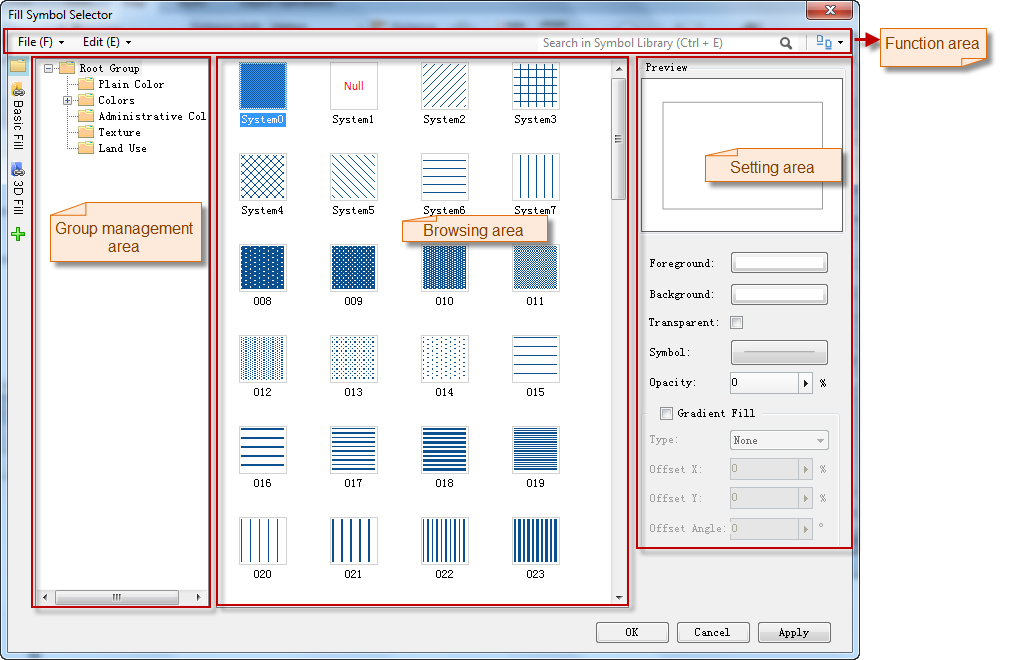 Fill Symbol Selector
File (F) Edit (E) Search in Symbol Library (Ctrl + E)
Function area
Basic Fill
3D Fill
Root Group
Plain Color
Colors
Administrative Col
Texture
Land Use
Group management
area
Null
System0 System1 System2 System3
System4 System5 System6 System7
Browsing area
008 009 010 011
012 013 014 015
016 017 018 019
020 021 022 023
Preview
Setting area
Foreground:
Background:
Transparent:
Symbol:
Opacity: 0 %
Gradient Fill
Type: None
Offset X: 0 %
Offset Y: 0 %
Offset Angle: 0 °
OK Cancel Apply